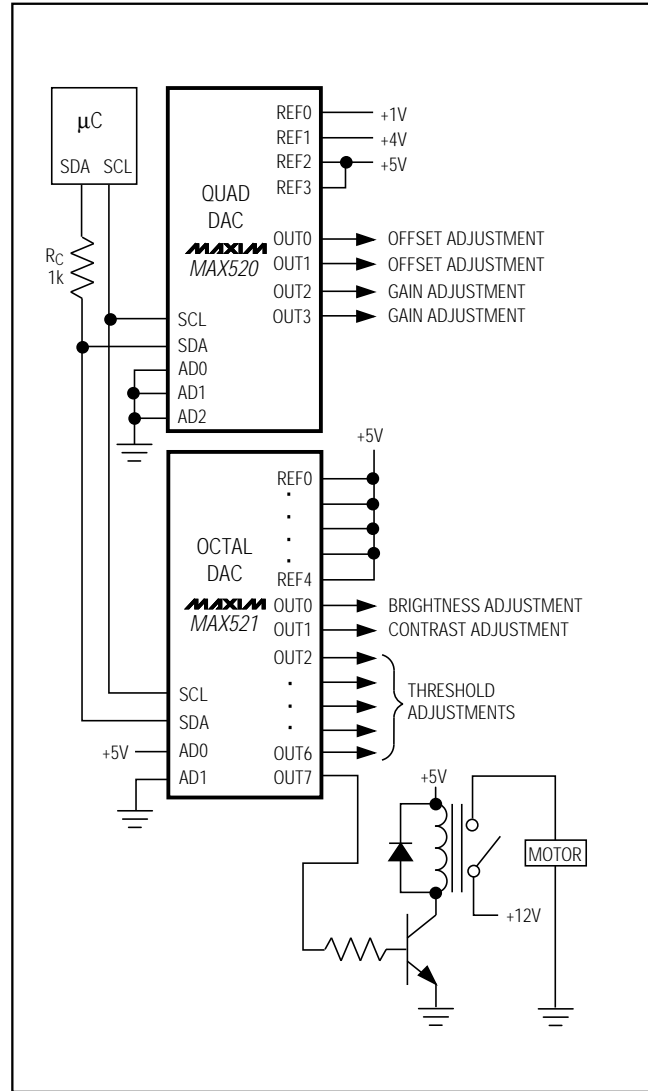 μC
SDA SCL
RC
1k
QUAD
DAC
MAXIM
MAX520
REF0
REF1
REF2
REF3
+1V
+4V
+5V
OUT0
OUT1
OUT2
OUT3
OFFSET ADJUSTMENT
OFFSET ADJUSTMENT
GAIN ADJUSTMENT
GAIN ADJUSTMENT
SCL
SDA
AD0
AD1
AD2
+5V
OCTAL
DAC
MAXIM
MAX521
REF0
REF4
OUT0
OUT1
OUT2
OUT6
OUT7
BRIGHTNESS ADJUSTMENT
CONTRAST ADJUSTMENT
THRESHOLD
ADJUSTMENTS
SCL
SDA
AD0
AD1
+5V
+5V
MOTOR
+12V